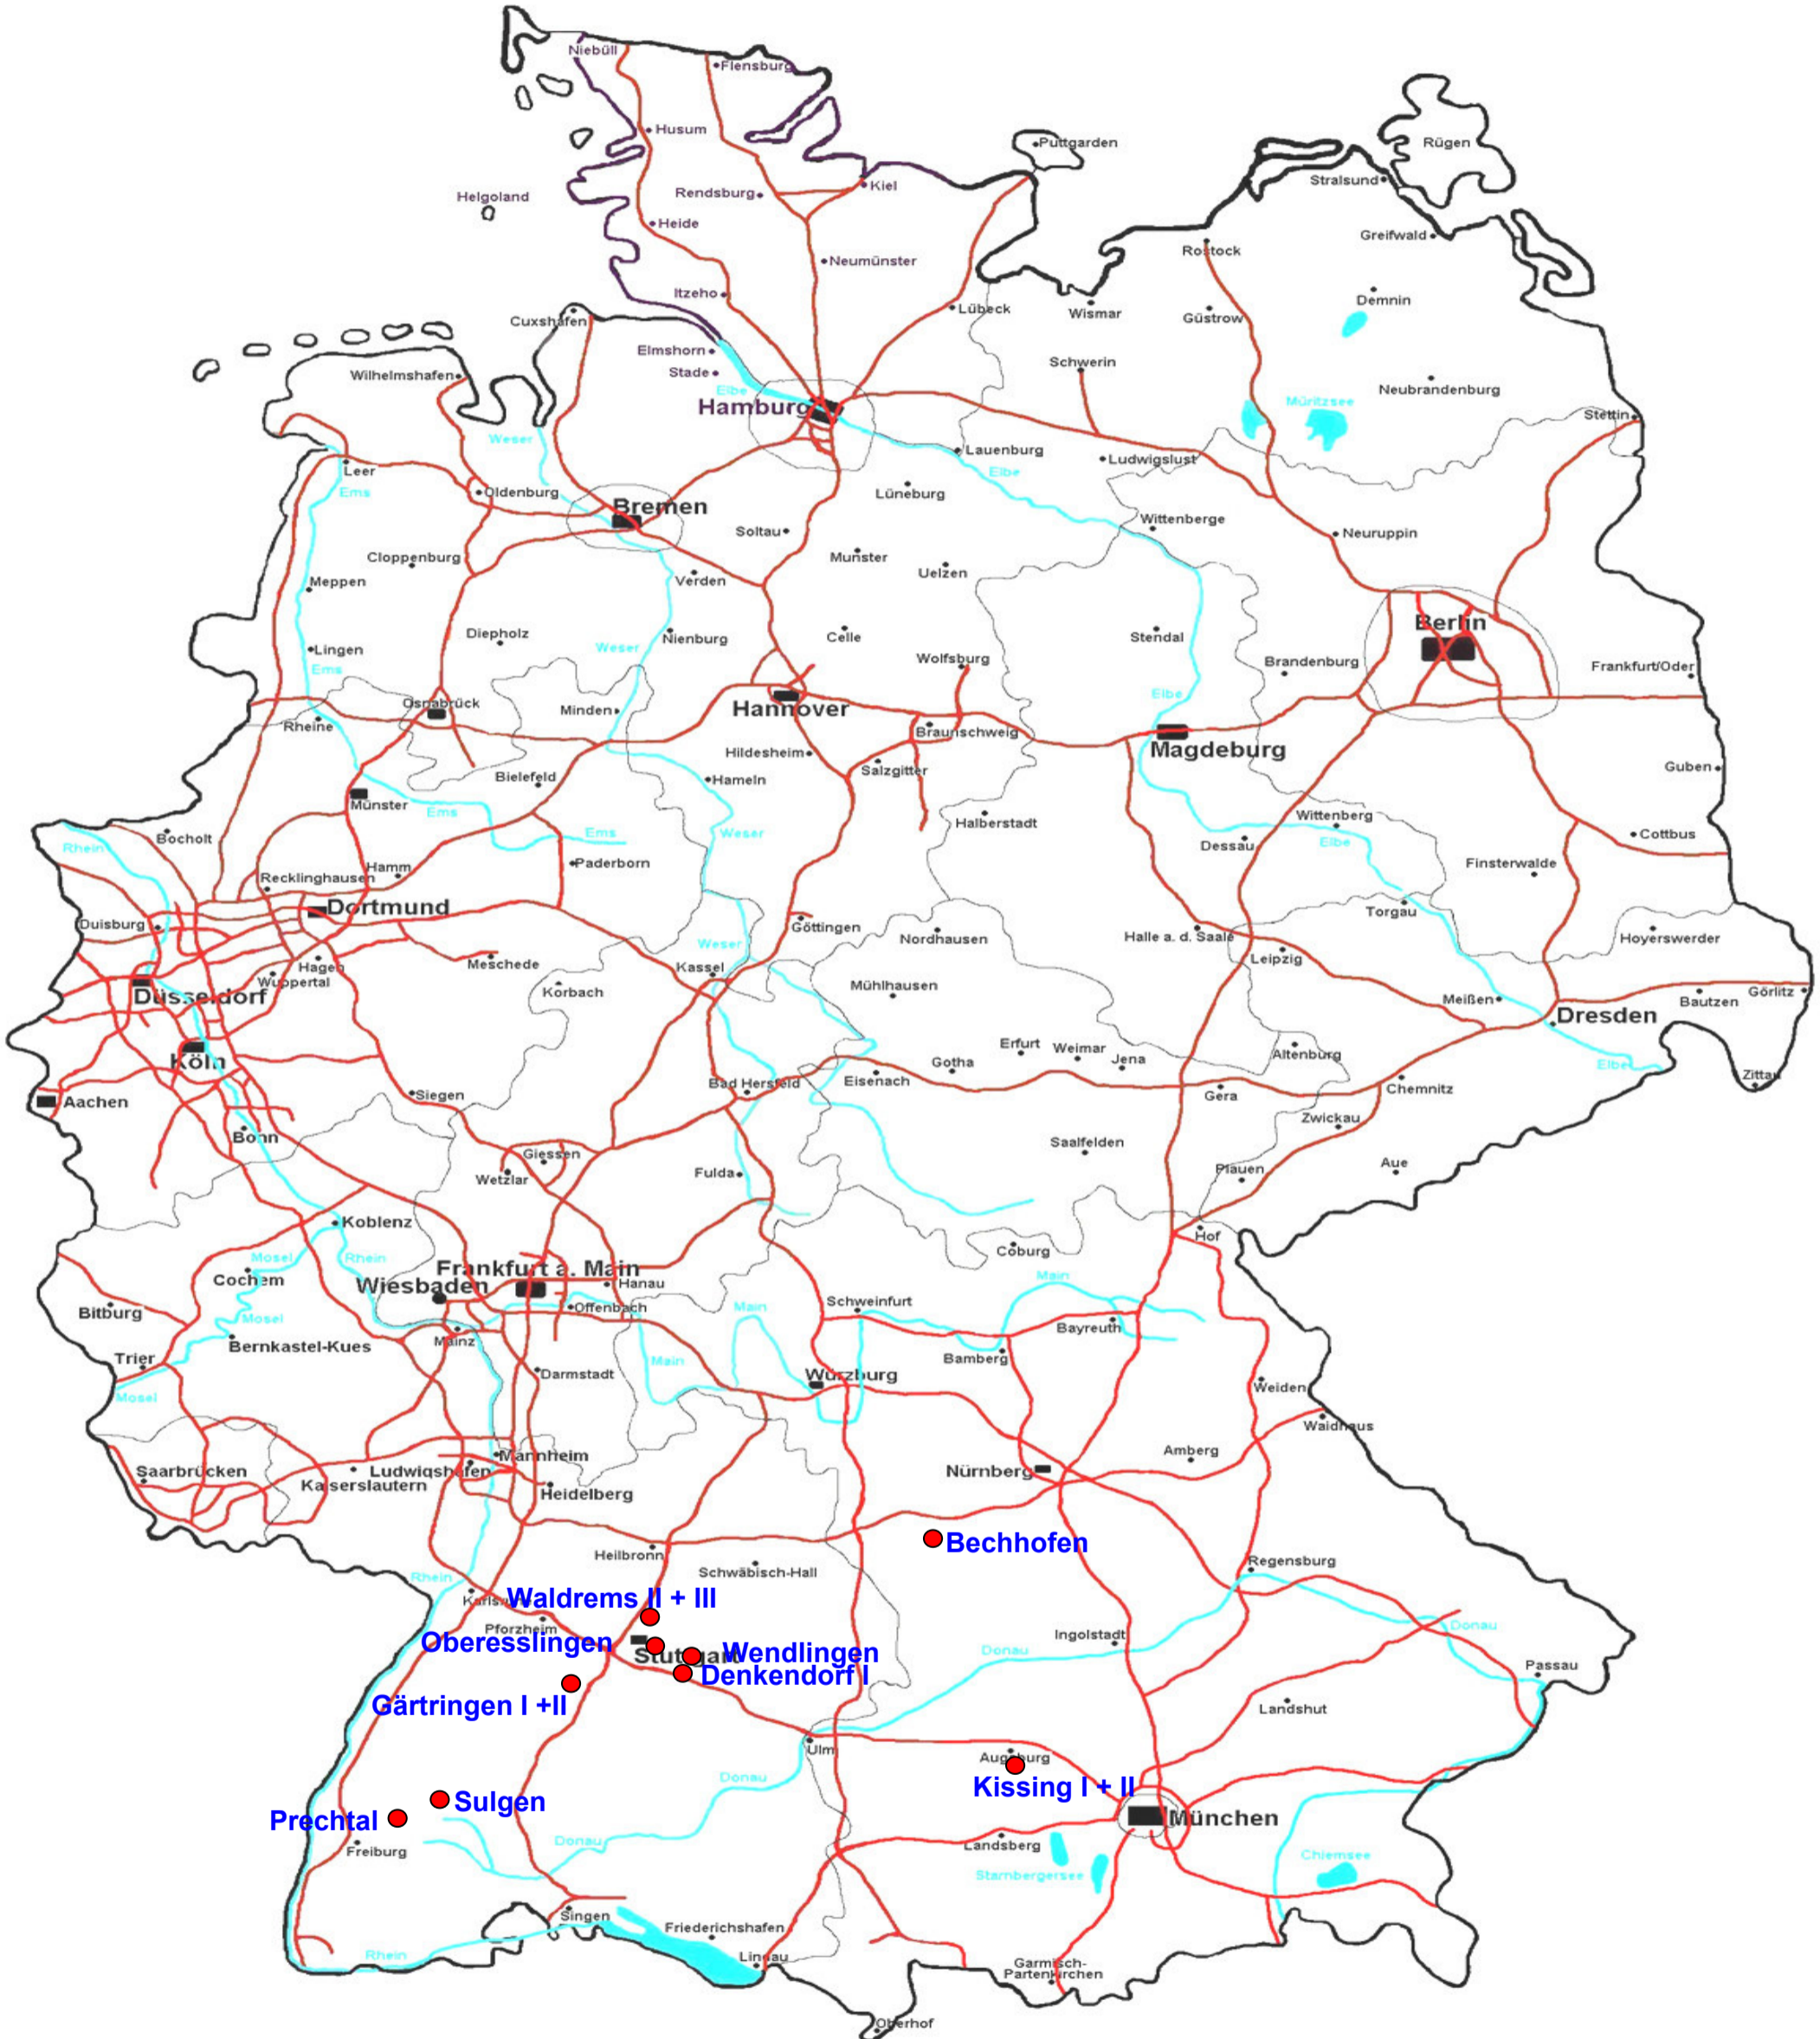 Niebüll
Flensburg
Husum
Puttgarden
Rügen
Stralsund
Kiel
Rendsburg
Helgoland
Heide
Greifwald
Rostock
Neumünster
Itzeho
Demnin
Lübeck
Wismar
Güstrow
Cuxshafen
Elmshorn
Schwerin
Stade
Wilhelmshafen
Elbe
Neubrandenburg
Müritzsee
Hamburg
Stettin
Weser
Lauenburg
Ludwigslust
Leer
Elbe
Ems
Oldenburg
Lüneburg
Bremen
Wittenberge
Soltau
Neuruppin
Cloppenburg
Munster
Uelzen
Meppen
Verden
Berlin
Diepholz
Nienburg
Celle
Stendal
Lingen
Weser
Wolfsburg
Brandenburg
Frankfurt/Oder
Ems
Elbe
Osnabrück
Minden
Hannover
Rheine
Braunschweig
Magdeburg
Hildesheim
Salzgitter
Guben
Bielefeld
Hameln
Münster
Ems
Wittenberg
Halberstadt
Bocholt
Ems
Weser
Cottbus
Rhein
Elbe
Dessau
Paderborn
Finsterwalde
Hamm
Recklinghausen
Dortmund
Torgau
Duisburg
Göttingen
Nordhausen
Halle a. d. Saale
Hoyerswerder
Weser
Leipzig
Hagen
Meschede
Kassel
Wuppertal
Mühlhausen
Korbach
Düsseldorf
Meißen
Bautzen
Görlitz
Dresden
Erfurt
Weimar
Köln
Jena
Altenburg
Gotha
Elbe
Zittau
Bad Hersfeld
Eisenach
Chemnitz
Siegen
Gera
Aachen
Zwickau
Bonn
Saalfelden
Giessen
Aue
Plauen
Fulda
Wetzlar
Koblenz
Hof
Coburg
Mosel
Rhein
Frankfurt a. Main
Cochem
Main
Wiesbaden
Hanau
Schweinfurt
Bitburg
Offenbach
Main
Mosel
Bayreuth
Mainz
Bernkastel-Kues
Trier
Bamberg
Main
Darmstadt
Würzburg
Weiden
Mosel
Waidhaus
Amberg
Mannheim
Saarbrücken
Ludwigshafen
Nürnberg
Kaiserslautern
Heidelberg
Bechhofen
Heilbronn
Regensburg
Schwäbisch-Hall
Rhein
Waldrems II + III
Pforzheim
Donau
Ingolstadt
Oberesslingen
Donau
Stuttgart
Wendlingen
Denkendorf I
Passau
Gärtringen I +II
Landshut
Ulm
Augsburg
Donau
Kissing I + II
Sulgen
Prechtal
München
Donau
Landsberg
Freiburg
Chiemsee
Starnbergersee
Singen
Friederichshafen
Rhein
Lindau
Garmisch-
Partenkirchen
Oberhof